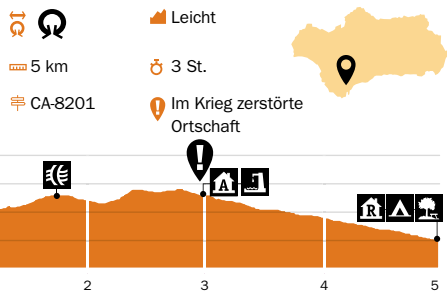 Leicht
5 km
3 St.
CA-8201
Im Krieg zerstörte
Ortschaft
!
A
R
2
3
4
5